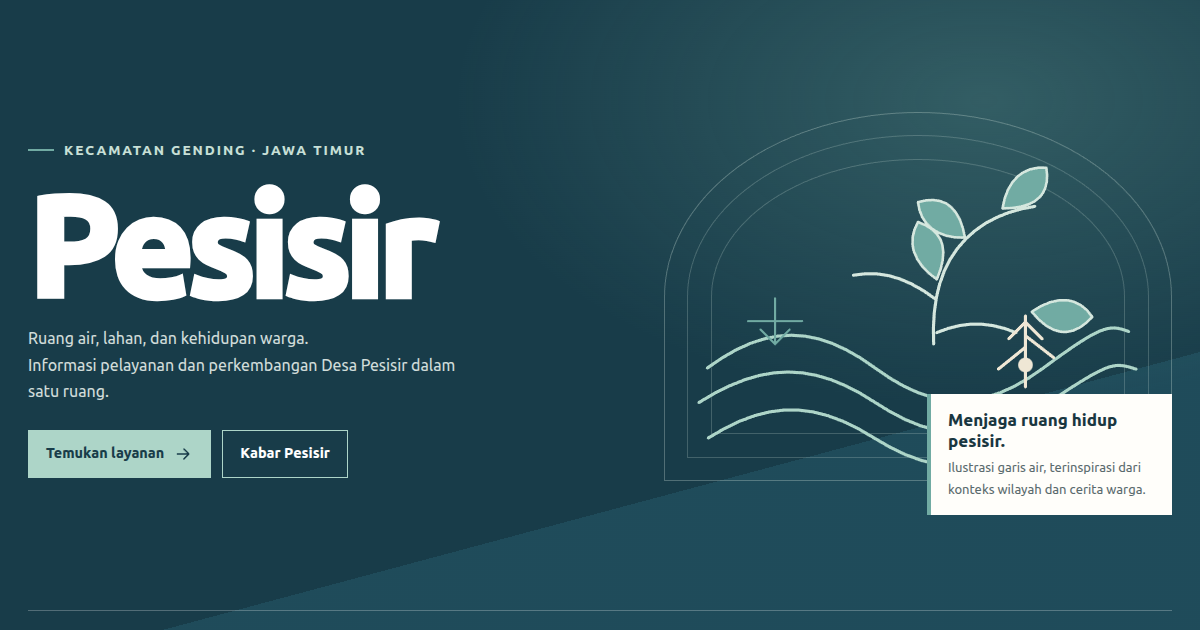 KECAMATAN GENDING · JAWA TIMUR
Pesisir
Ruang air, lahan, dan kehidupan warga.
Informasi pelayanan dan perkembangan Desa Pesisir dalam
satu ruang.
Temukan layanan →
Kabar Pesisir
Menjaga ruang hidup
pesisir.
Ilustrasi garis air, terinspirasi dari
konteks wilayah dan cerita warga.